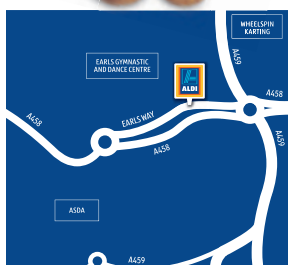 WHEELSPIN
KARTING
A459
EARLS GYMNASTIC
AND DANCE CENTRE
ALDI
A458
EARLS WAY
A458
A458
A459
ASDA
A459